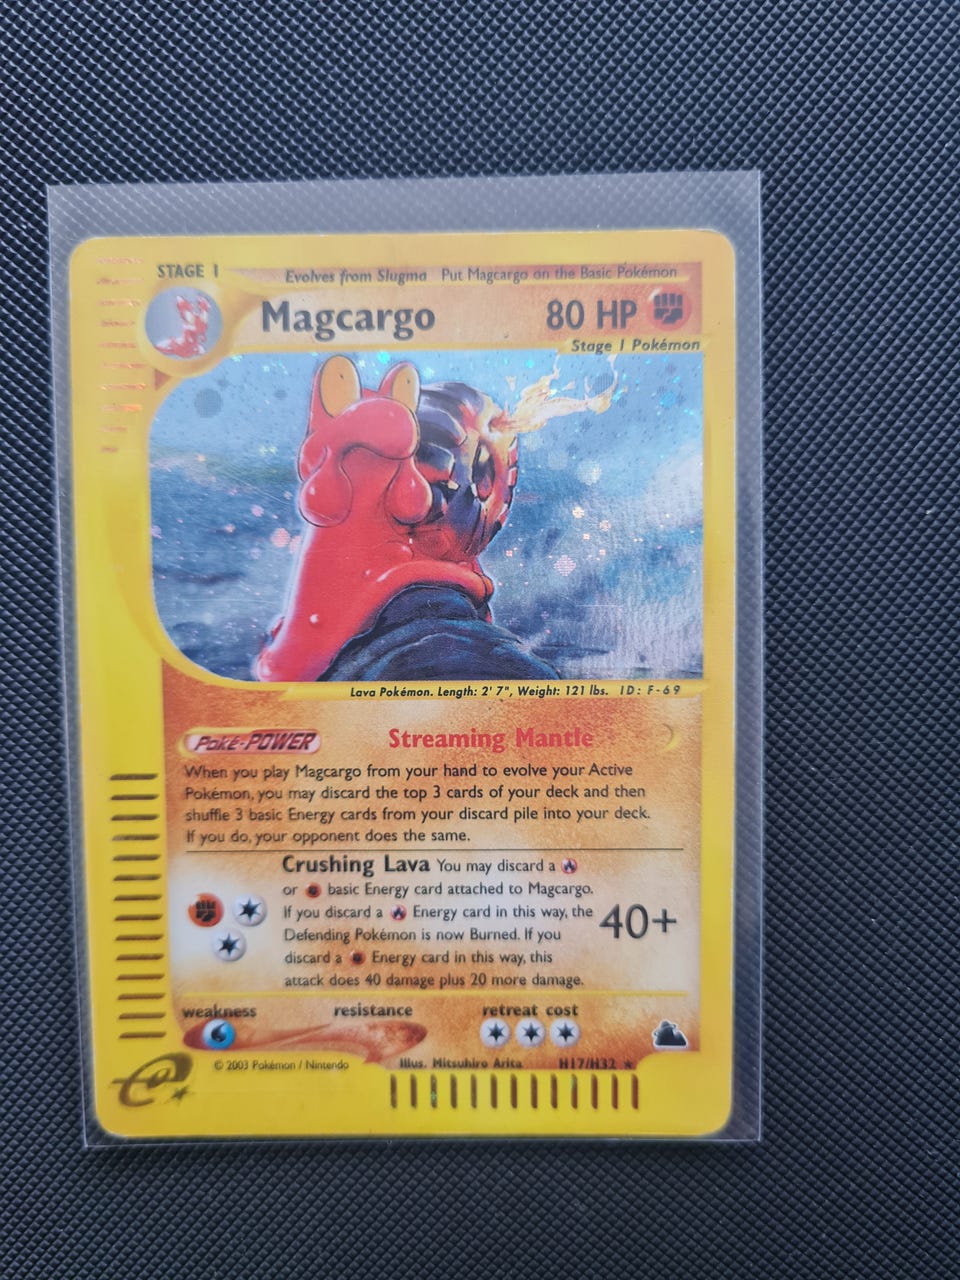 STAGE 1
Evolves from Slugma Put Magcargo on the Basic Pokémon
Magcargo 80 HP
Stage 1 Pokémon
Lava Pokémon. Length: 2' 7", Weight: 121 lbs. ID: F-69
Poké-POWER Streaming Mantle
When you play Magcargo from your hand to evolve your Active
Pokémon, you may discard the top 3 cards of your deck and then
shuffle 3 basic Energy cards from your discard pile into your deck.
If you do, your opponent does the same.
Crushing Lava You may discard a
or basic Energy card attached to Magcargo.
If you discard a Energy card in this way, the
Defending Pokémon is now Burned. If you
discard a Energy card in this way, this
attack does 40 damage plus 20 more damage.
40+
weakness resistance retreat cost
© 2003 Pokémon / Nintendo Illus. Mitsuhiro Arita H17/H32 ★
e